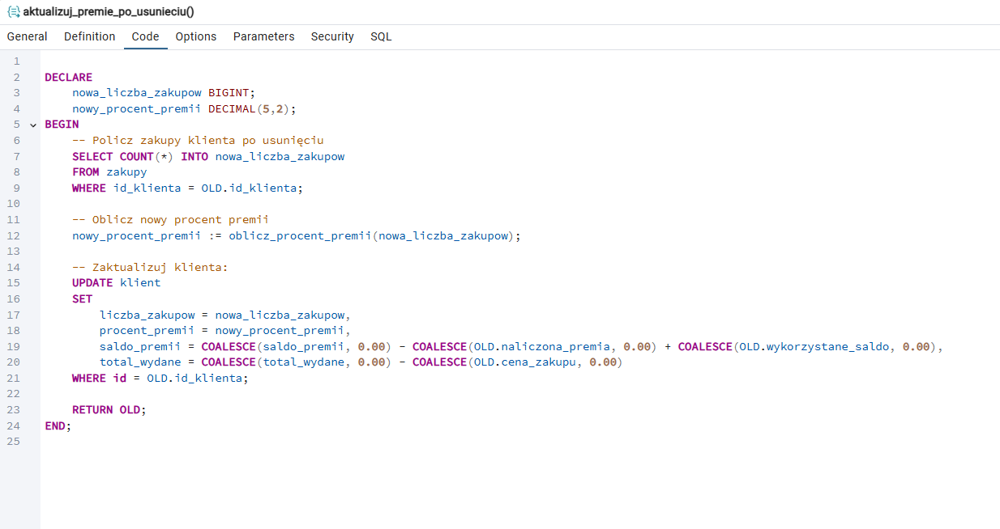 aktualizuj_premie_po_usunieciu()
General Definition Code Options Parameters Security SQL
1
2 DECLARE
3 nowa_liczba_zakupow BIGINT;
4 nowy_procent_premii DECIMAL(5,2);
5 BEGIN
6 -- Policz zakupy klienta po usunięciu
7 SELECT COUNT(*) INTO nowa_liczba_zakupow
8 FROM zakupy
9 WHERE id_klienta = OLD.id_klienta;
10
11 -- Oblicz nowy procent premii
12 nowy_procent_premii := oblicz_procent_premii(nowa_liczba_zakupow);
13
14 -- Zaktualizuj klienta:
15 UPDATE klient
16 SET
17 liczba_zakupow = nowa_liczba_zakupow,
18 procent_premii = nowy_procent_premii,
19 saldo_premii = COALESCE(saldo_premii, 0.00) - COALESCE(OLD.naliczona_premia, 0.00) + COALESCE(OLD.wykorzystane_saldo, 0.00),
20 total_wydane = COALESCE(total_wydane, 0.00) - COALESCE(OLD.cena_zakupu, 0.00)
21 WHERE id = OLD.id_klienta;
22
23 RETURN OLD;
24 END;
25